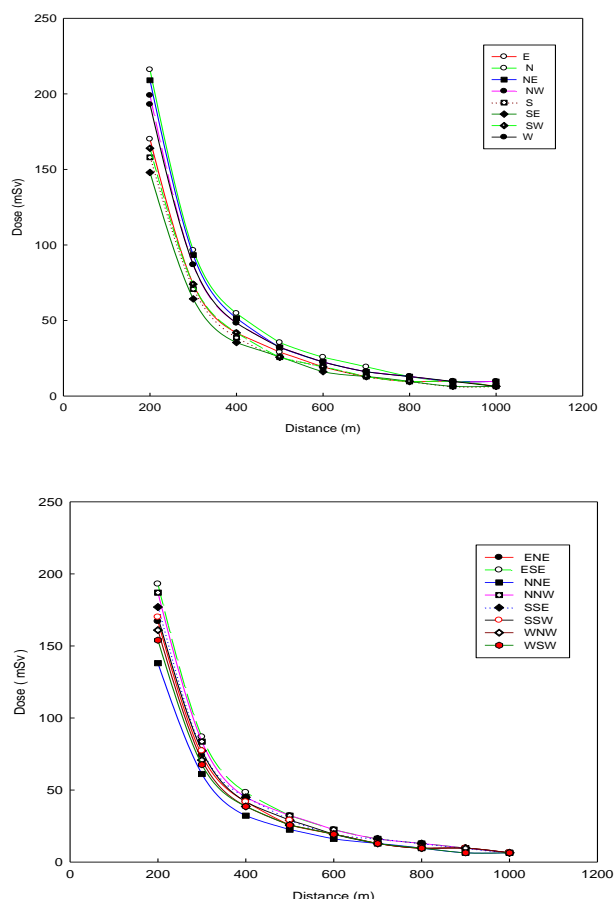 250
200
150
100
50
0
Dose (mSv)
E
N
NE
NW
S
SE
SW
W
0 200 400 600 800 1000 1200
Distance (m)
250
200
150
100
50
0
Dose ( mSv)
ENE
ESE
NNE
NNW
SSE
SSW
WNW
WSW
0 200 400 600 800 1000 1200
Distance (m)